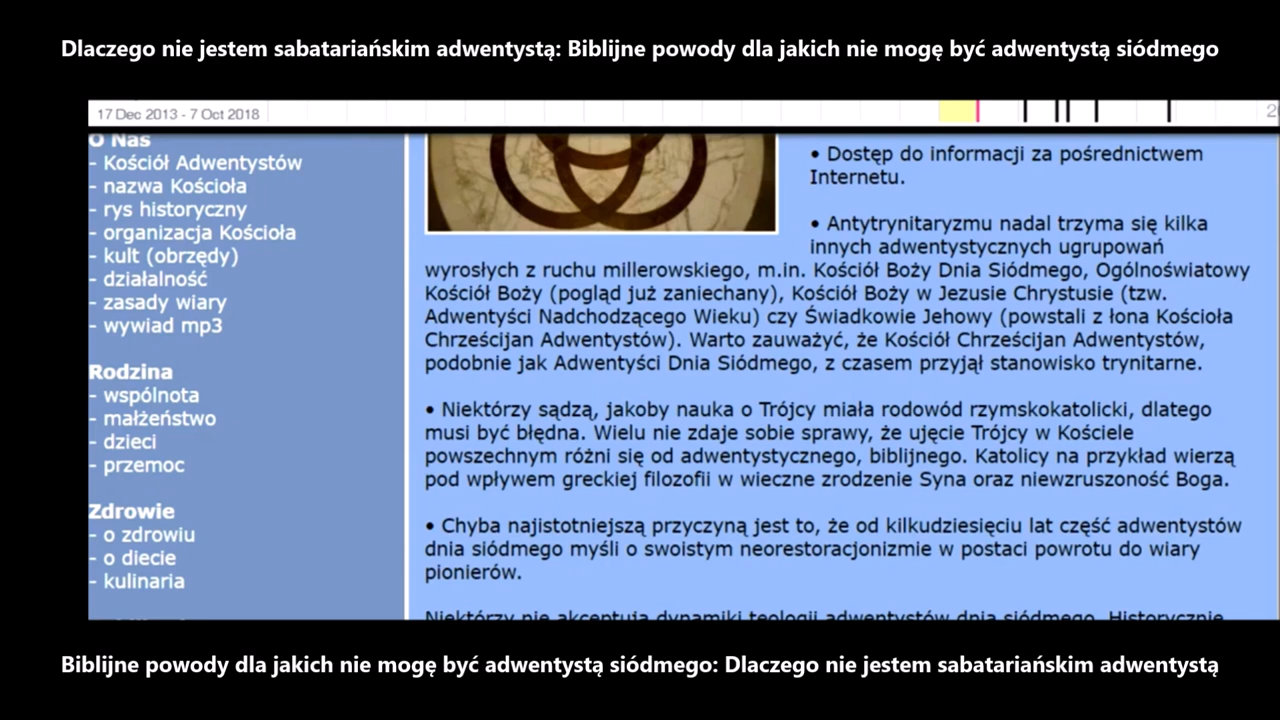 Dlaczego nie jestem sabatariańskim adwentystą: Biblijne powody dla jakich nie mogę być adwentystą siódmego
17 Dec 2013 - 7 Oct 2018
O Nas
- Kościół Adwentystów
- nazwa Kościoła
- rys historyczny
- organizacja Kościoła
- kult (obrzędy)
- działalność
- zasady wiary
- wywiad mp3
Rodzina
- wspólnota
- małżeństwo
- dzieci
- przemoc
Zdrowie
- o zdrowiu
- o diecie
- kulinaria
• Dostęp do informacji za pośrednictwem
Internetu.
• Antytrynitaryzmu nadal trzyma się kilka
innych adwentystycznych ugrupowań
wyrosłych z ruchu millerowskiego, m.in. Kościół Boży Dnia Siódmego, Ogólnoświatowy
Kościół Boży (pogląd już zaniechany), Kościół Boży w Jezusie Chrystusie (tzw.
Adwentyści Nadchodzącego Wieku) czy Świadkowie Jehowy (powstali z łona Kościoła
Chrześcijan Adwentystów). Warto zauważyć, że Kościół Chrześcijan Adwentystów,
podobnie jak Adwentyści Dnia Siódmego, z czasem przyjął stanowisko trynitarne.
• Niektórzy sądzą, jakoby nauka o Trójcy miała rodowód rzymskokatolicki, dlatego
musi być błędna. Wielu nie zdaje sobie sprawy, że ujęcie Trójcy w Kościele
powszechnym różni się od adwentystycznego, biblijnego. Katolicy na przykład wierzą
pod wpływem greckiej filozofii w wieczne zrodzenie Syna oraz niewzruszoność Boga.
• Chyba najistotniejszą przyczyną jest to, że od kilkudziesięciu lat część adwentystów
dnia siódmego myśli o swoistym neorestoracjonizmie w postaci powrotu do wiary
pionierów.
Niektórzy nie akceptują dynamiki teologii adwentystów dnia siódmego. Historycznie
Biblijne powody dla jakich nie mogę być adwentystą siódmego: Dlaczego nie jestem sabatariańskim adwentystą